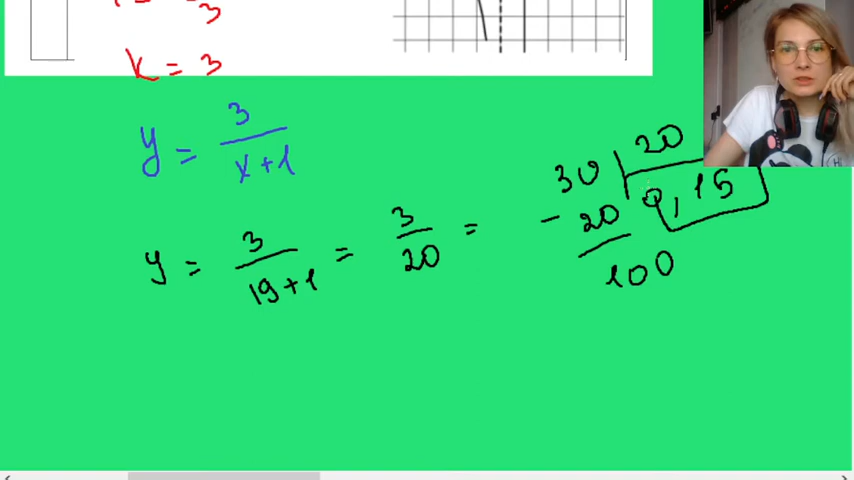 k = 3
y = 3/(x+1)
y = 3/(19+1) = 3/20 =
30 | 20
- 20 0,15
100